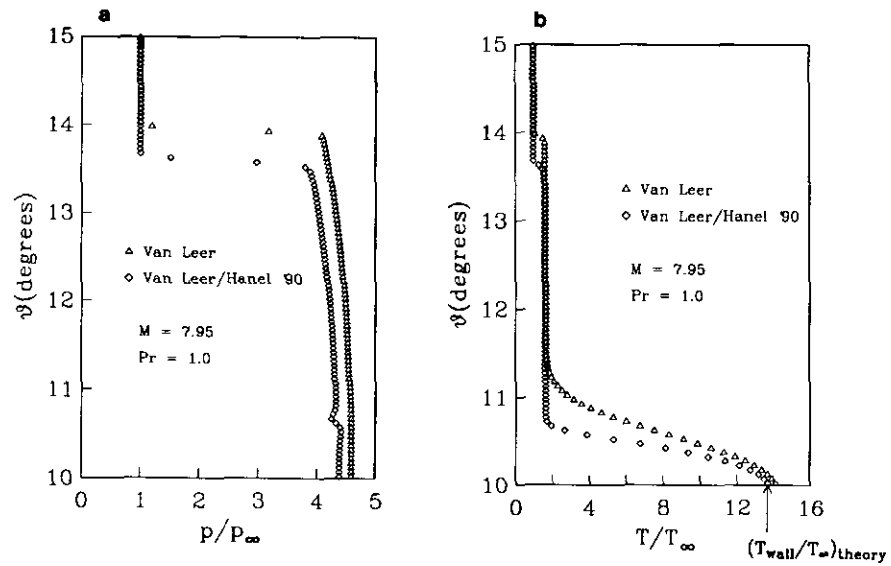 a
15
14
13
12
11
10
ϑ(degrees)
△ Van Leer
◇ Van Leer/Hanel '90
M = 7.95
Pr = 1.0
0 1 2 3 4 5
p/p∞
b
15
14
13
12
11
10
ϑ(degrees)
△ Van Leer
◇ Van Leer/Hanel '90
M = 7.95
Pr = 1.0
0 4 8 12 16
T/T∞
(Twall/T∞)theory